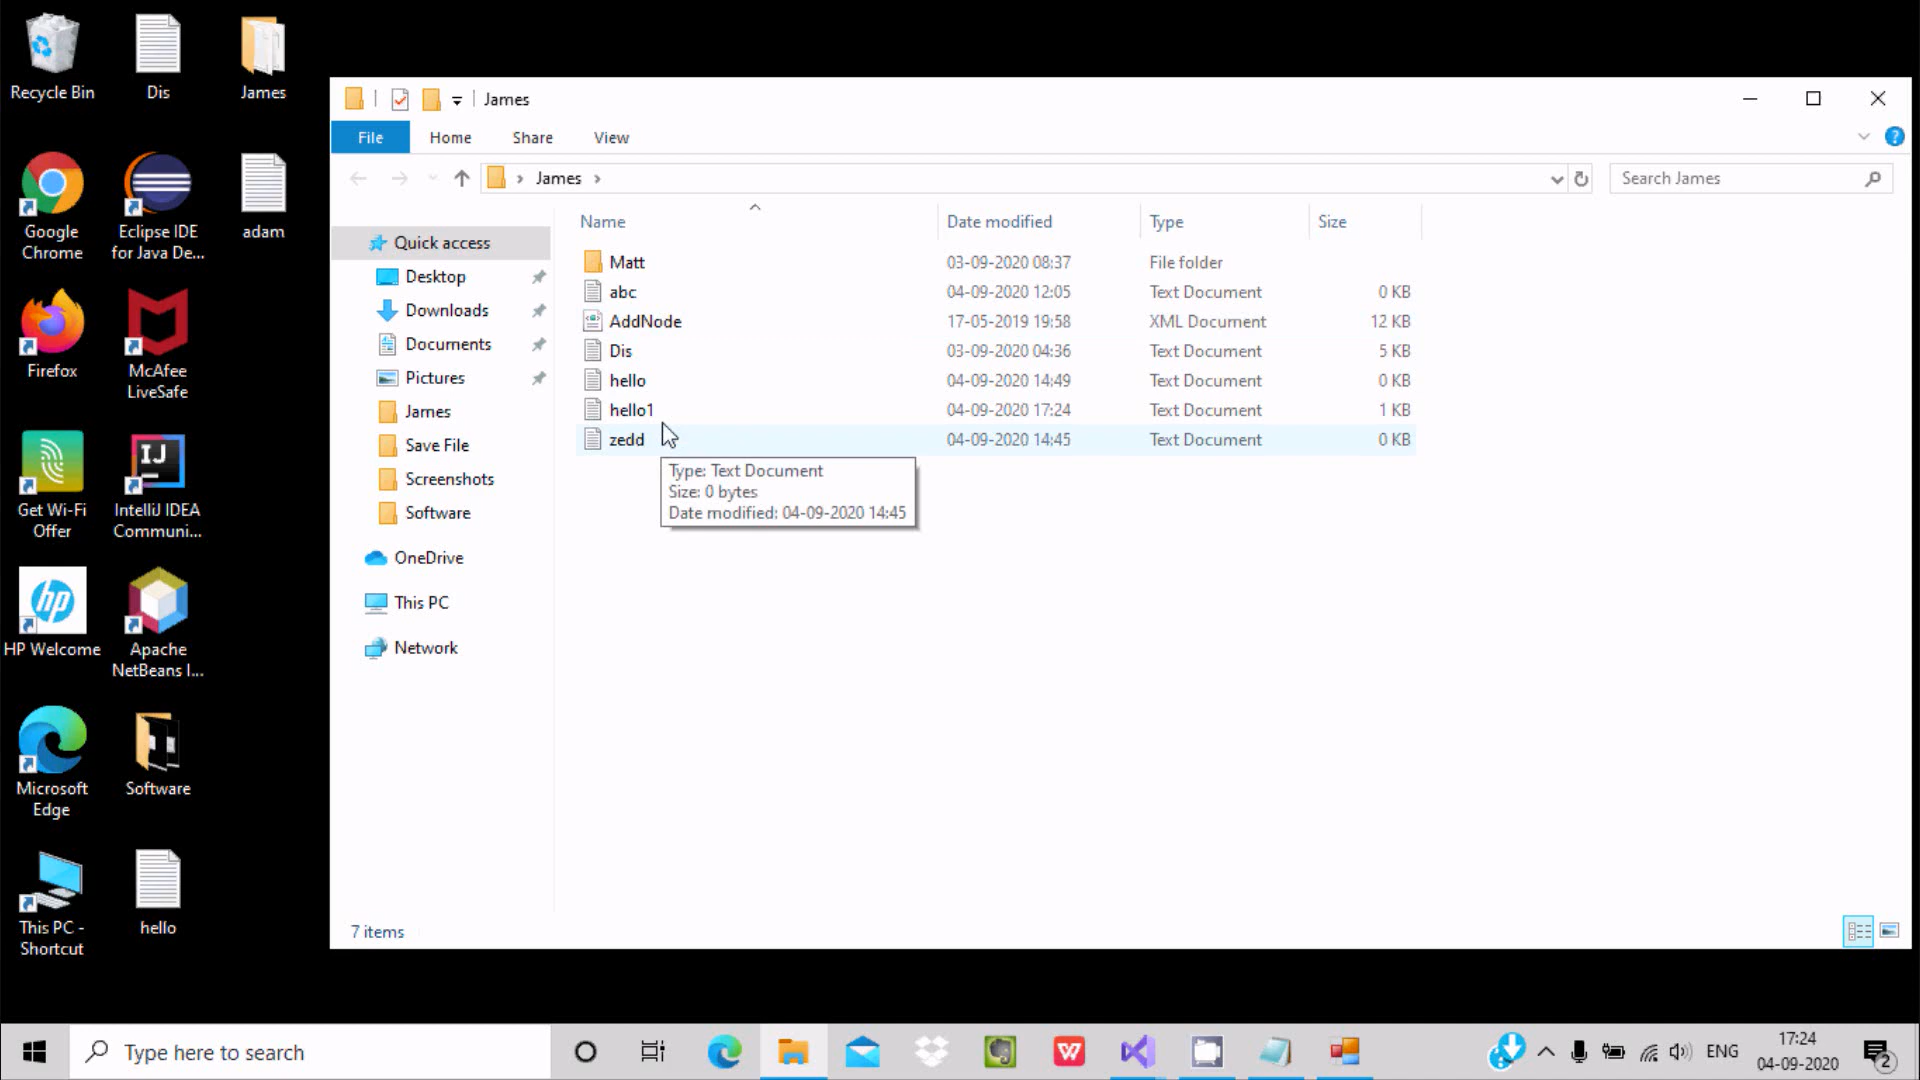 Recycle Bin
Dis
James
Google
Chrome
Eclipse IDE
for Java De...
adam
Firefox
McAfee
LiveSafe
Get Wi-Fi
Offer
IntelliJ IDEA
Communi...
HP Welcome
Apache
NetBeans I...
Microsoft
Edge
Software
This PC -
Shortcut
hello
James
File Home Share View
James
Search James
Quick access
Desktop
Downloads
Documents
Pictures
James
Save File
Screenshots
Software
OneDrive
This PC
Network
Name Date modified Type Size
Matt 03-09-2020 08:37 File folder
abc 04-09-2020 12:05 Text Document 0 KB
AddNode 17-05-2019 19:58 XML Document 12 KB
Dis 03-09-2020 04:36 Text Document 5 KB
hello 04-09-2020 14:49 Text Document 0 KB
hello1 04-09-2020 17:24 Text Document 1 KB
zedd 04-09-2020 14:45 Text Document 0 KB
Type: Text Document
Size: 0 bytes
Date modified: 04-09-2020 14:45
7 items
Type here to search
ENG
17:24
04-09-2020
2